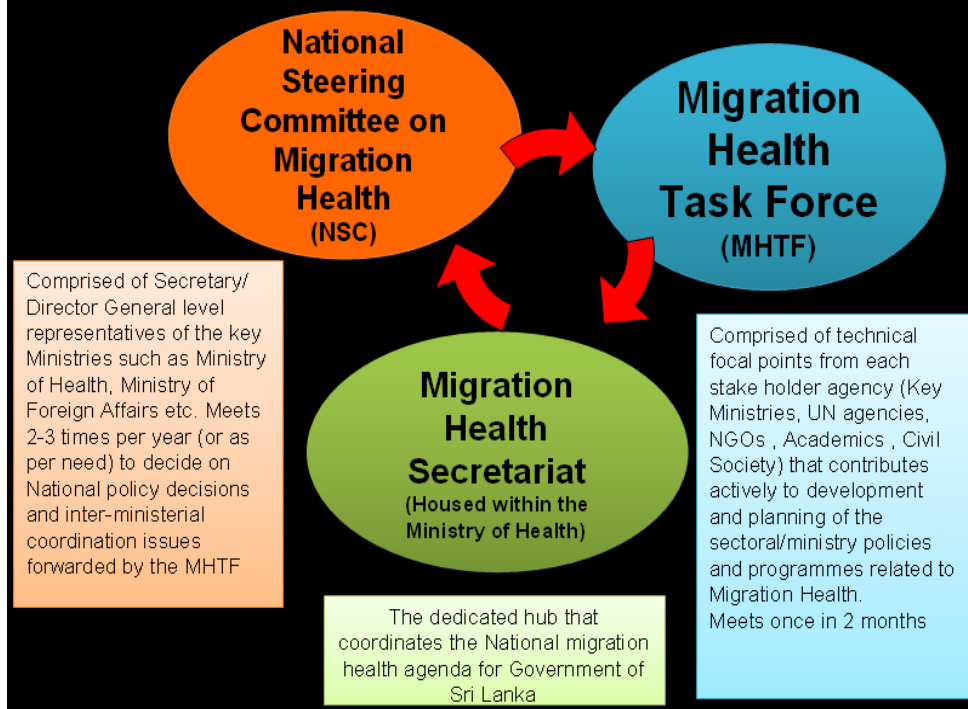 National
Steering
Committee on
Migration
Health
(NSC)
Migration
Health
Task Force
(MHTF)
Comprised of Secretary/
Director General level
representatives of the key
Ministries such as Ministry
of Health, Ministry of
Foreign Affairs etc. Meets
2-3 times per year (or as
per need) to decide on
National policy decisions
and inter-ministerial
coordination issues
forwarded by the MHTF
Migration
Health
Secretariat
(Housed within the
Ministry of Health)
Comprised of technical
focal points from each
stake holder agency (Key
Ministries, UN agencies,
NGOs , Academics , Civil
Society) that contributes
actively to development
and planning of the
sectoral/ministry policies
and programmes related to
Migration Health.
Meets once in 2 months
The dedicated hub that
coordinates the National migration
health agenda for Government of
Sri Lanka